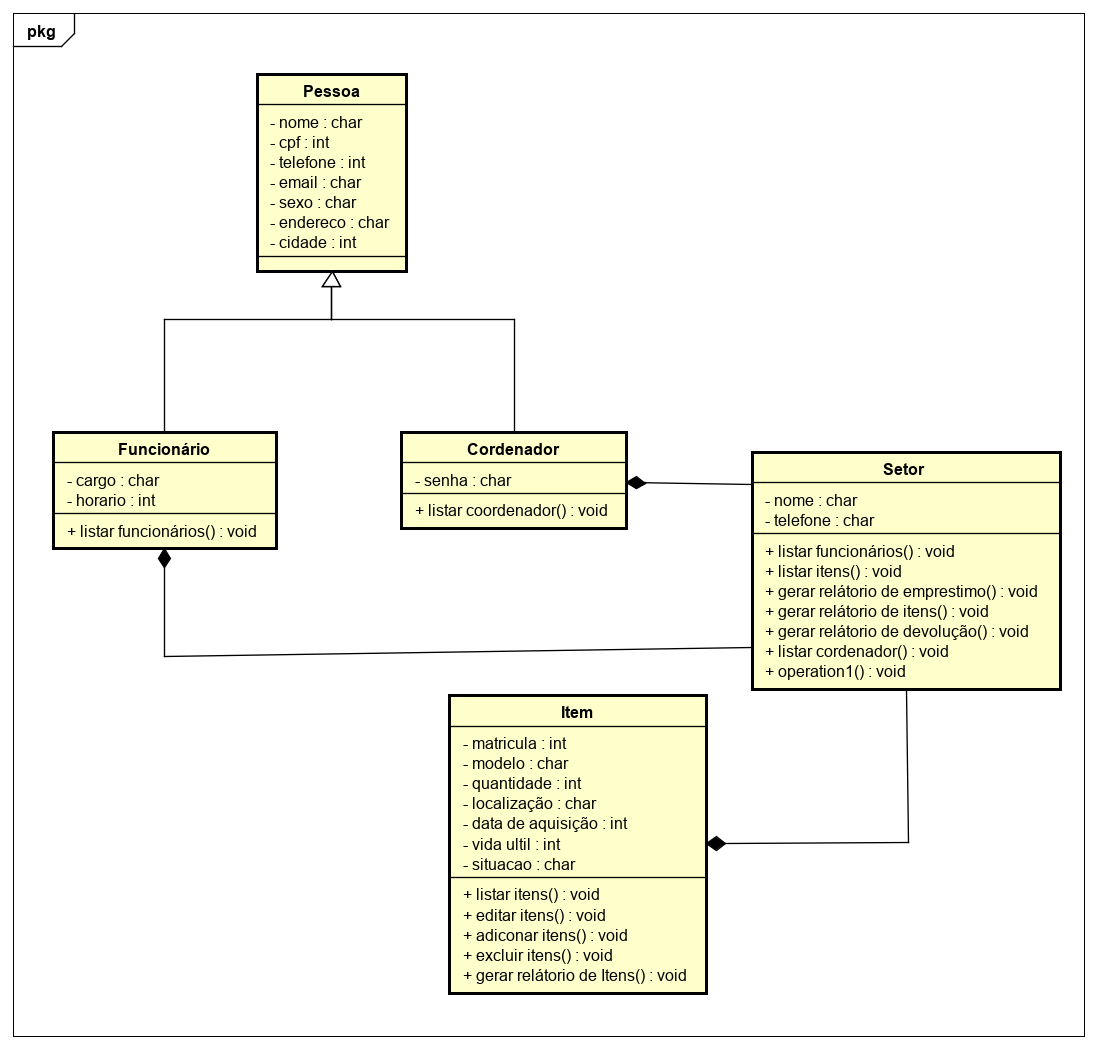 pkg
Pessoa
- nome : char
- cpf : int
- telefone : int
- email : char
- sexo : char
- endereco : char
- cidade : int
Funcionário
- cargo : char
- horario : int
+ listar funcionários() : void
Cordenador
- senha : char
+ listar coordenador() : void
Setor
- nome : char
- telefone : char
+ listar funcionários() : void
+ listar itens() : void
+ gerar relátorio de emprestimo() : void
+ gerar relátorio de itens() : void
+ gerar relátorio de devolução() : void
+ listar cordenador() : void
+ operation1() : void
Item
- matricula : int
- modelo : char
- quantidade : int
- localização : char
- data de aquisição : int
- vida ultil : int
- situacao : char
+ listar itens() : void
+ editar itens() : void
+ adiconar itens() : void
+ excluir itens() : void
+ gerar relátorio de Itens() : void